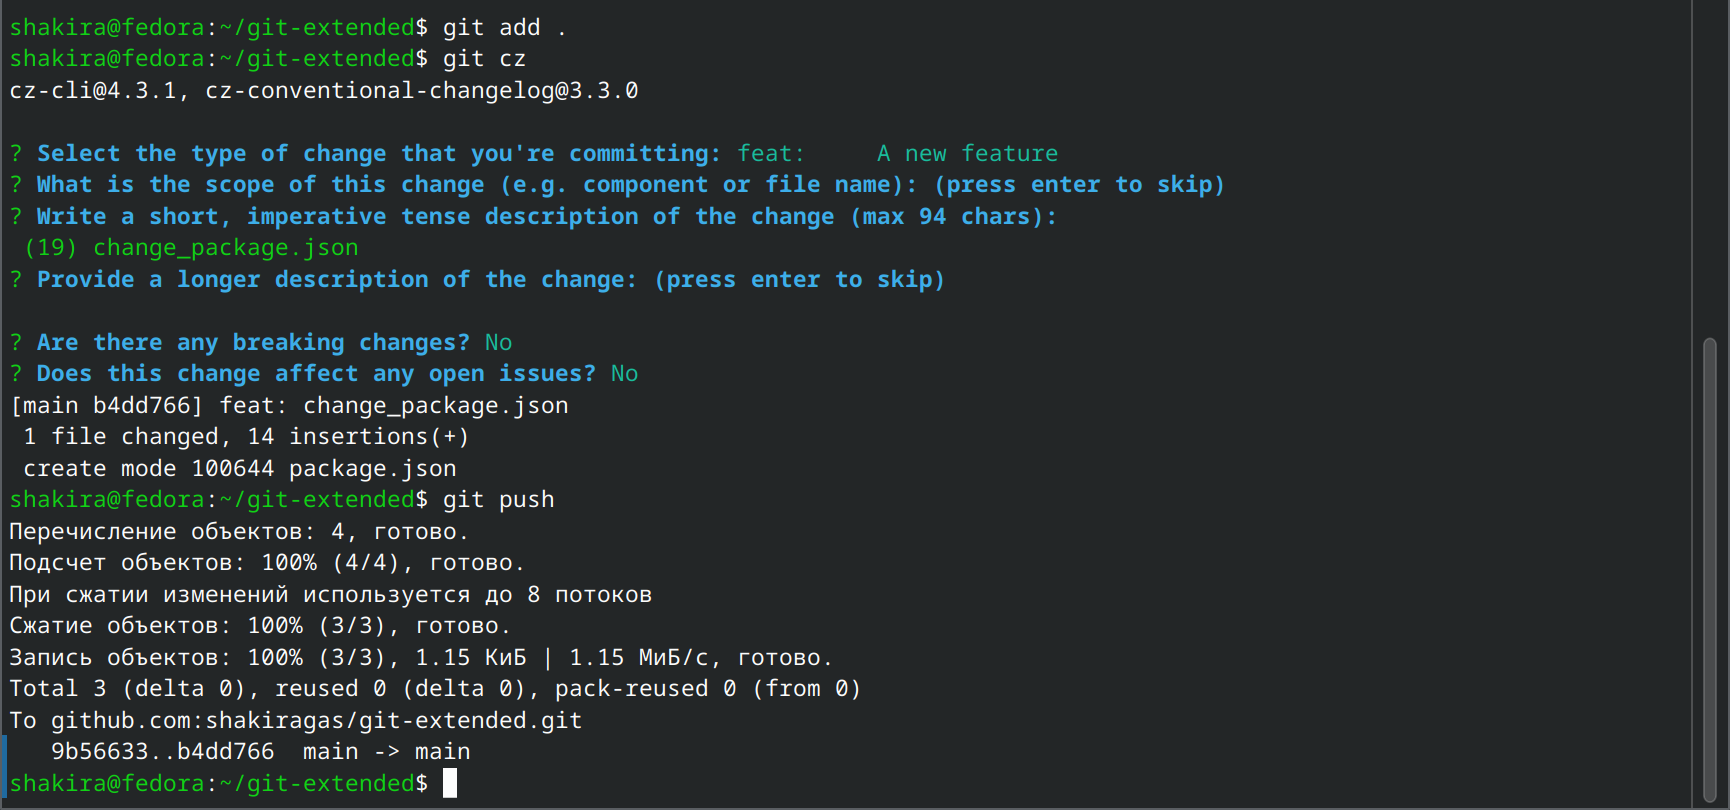 shakira@fedora:~/git-extended$ git add .
shakira@fedora:~/git-extended$ git cz
cz-cli@4.3.1, cz-conventional-changelog@3.3.0
? Select the type of change that you're committing: feat:     A new feature
? What is the scope of this change (e.g. component or file name): (press enter to skip)
? Write a short, imperative tense description of the change (max 94 chars):
 (19) change_package.json
? Provide a longer description of the change: (press enter to skip)
? Are there any breaking changes? No
? Does this change affect any open issues? No
[main b4dd766] feat: change_package.json
 1 file changed, 14 insertions(+)
 create mode 100644 package.json
shakira@fedora:~/git-extended$ git push
Перечисление объектов: 4, готово.
Подсчет объектов: 100% (4/4), готово.
При сжатии изменений используется до 8 потоков
Сжатие объектов: 100% (3/3), готово.
Запись объектов: 100% (3/3), 1.15 КиБ | 1.15 МиБ/с, готово.
Total 3 (delta 0), reused 0 (delta 0), pack-reused 0 (from 0)
To github.com:shakiragas/git-extended.git
   9b56633..b4dd766  main -> main
shakira@fedora:~/git-extended$